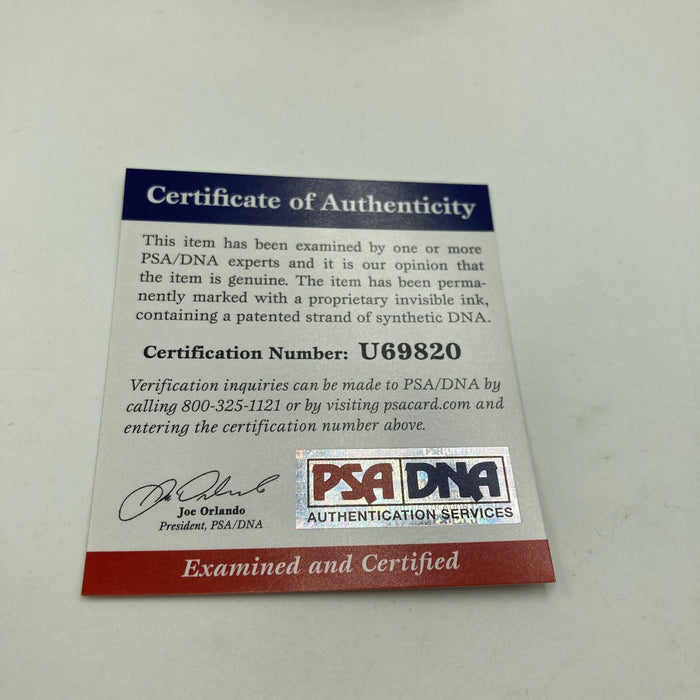 Certificate of Authenticity
This item has been examined by one or more
PSA/DNA experts and it is our opinion that
the item is genuine. The item has been perma-
nently marked with a proprietary invisible ink,
containing a patented strand of synthetic DNA.
Certification Number: U69820
Verification inquiries can be made to PSA/DNA by
calling 800-325-1121 or by visiting psacard.com and
entering the certification number above.
Joe Orlando
President, PSA/DNA
PSA DNA
AUTHENTICATION SERVICES
Examined and Certified